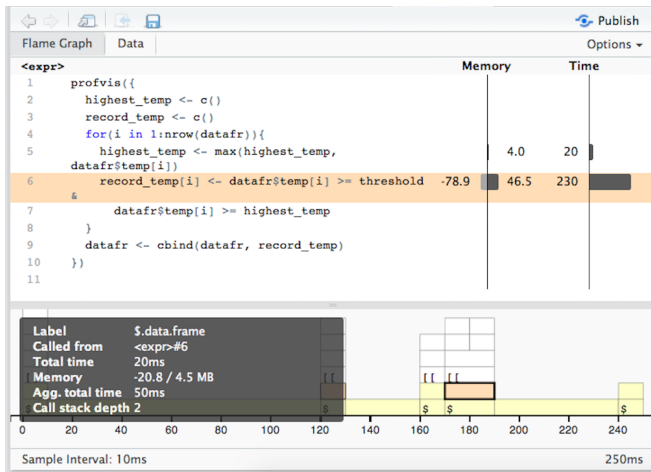 Publish
Flame Graph Data Options
<expr> Memory Time
1 profvis({
2 highest_temp <- c()
3 record_temp <- c()
4 for(i in 1:nrow(datafr)){
5 highest_temp <- max(highest_temp, 4.0 20
datafr$temp[i])
6 record_temp[i] <- datafr$temp[i] >= threshold -78.9 46.5 230
&
7 datafr$temp[i] >= highest_temp
8 }
9 datafr <- cbind(datafr, record_temp)
10 })
11
Label $.data.frame
Called from <expr>#6
Total time 20ms
Memory -20.8 / 4.5 MB
Agg. total time 50ms
Call stack depth 2
[[ [[ [[
$ $ $ $
0 20 40 60 80 100 120 140 160 180 200 220 240
Sample Interval: 10ms 250ms